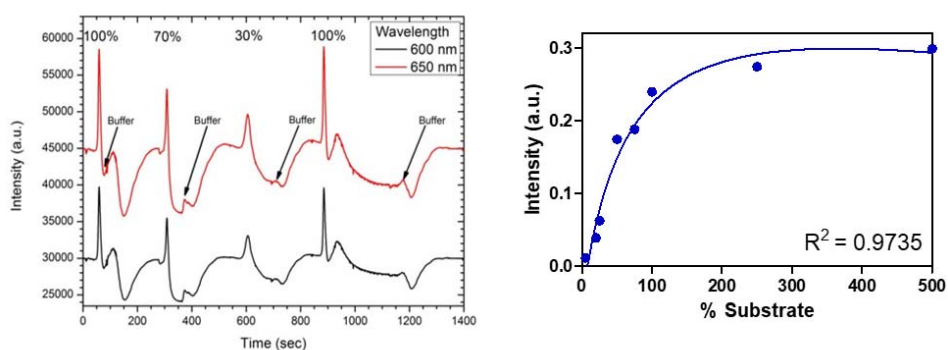 100% 70% 30% 100%
Wavelength
600 nm
650 nm
Buffer
Buffer
Buffer
Buffer
60000
55000
50000
45000
40000
35000
30000
25000
Intensity (a.u.)
0 200 400 600 800 1000 1200 1400
Time (sec)
0.3
0.2
0.1
0.0
Intensity (a.u.)
R² = 0.9735
0 100 200 300 400 500
% Substrate